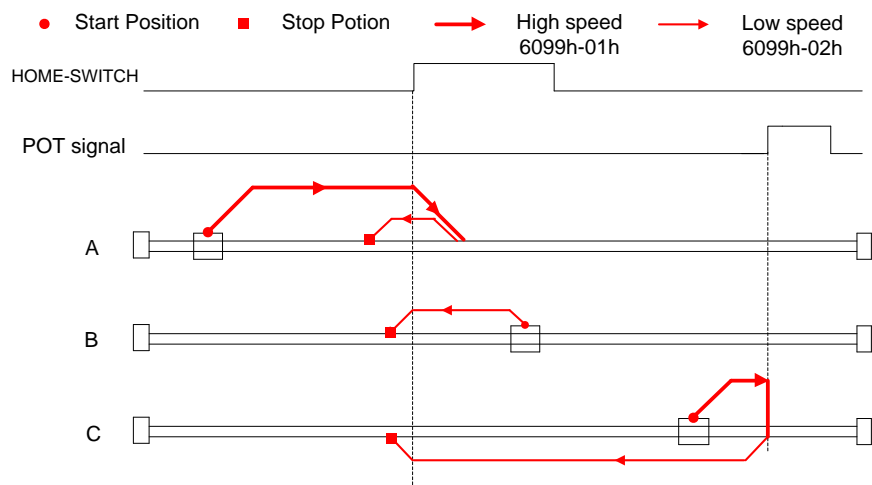 Start Position
Stop Potion
High speed
6099h-01h
Low speed
6099h-02h
HOME-SWITCH
POT signal
A
B
C